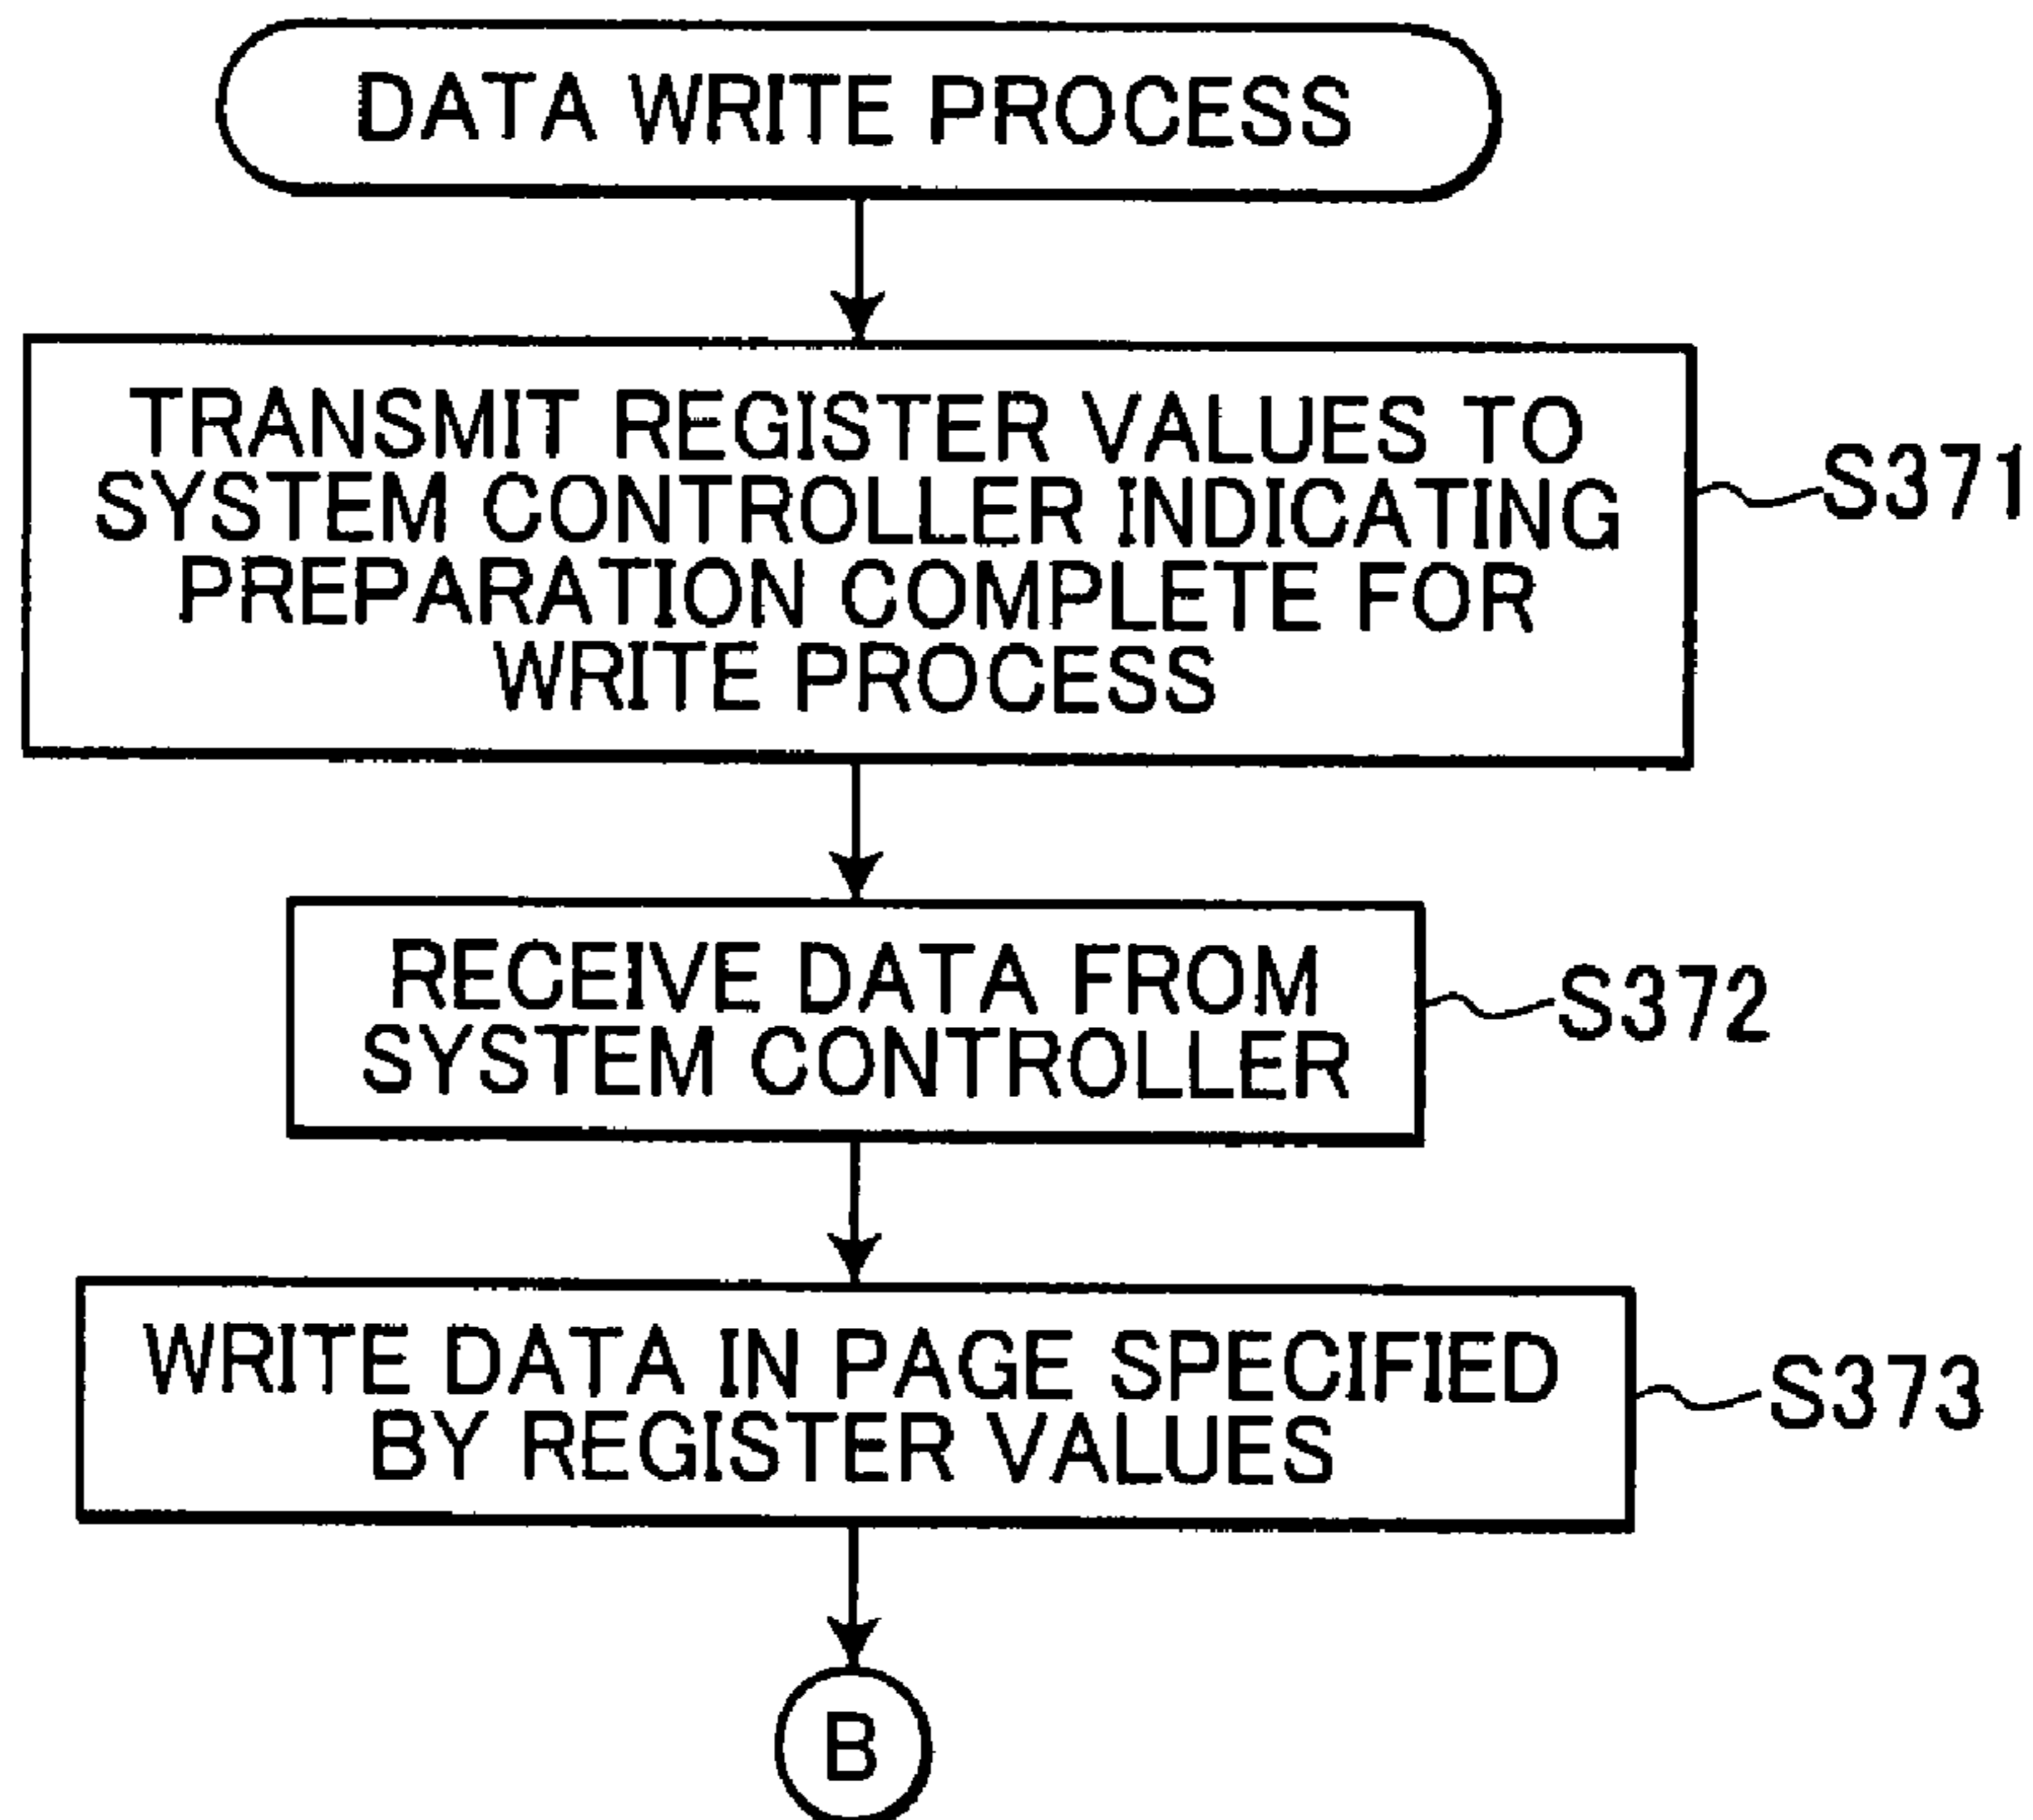 DATA WRITE PROCESS
TRANSMIT REGISTER VALUES TO
SYSTEM CONTROLLER INDICATING
PREPARATION COMPLETE FOR
WRITE PROCESS
S371
RECEIVE DATA FROM
SYSTEM CONTROLLER
S372
WRITE DATA IN PAGE SPECIFIED
BY REGISTER VALUES
S373
B